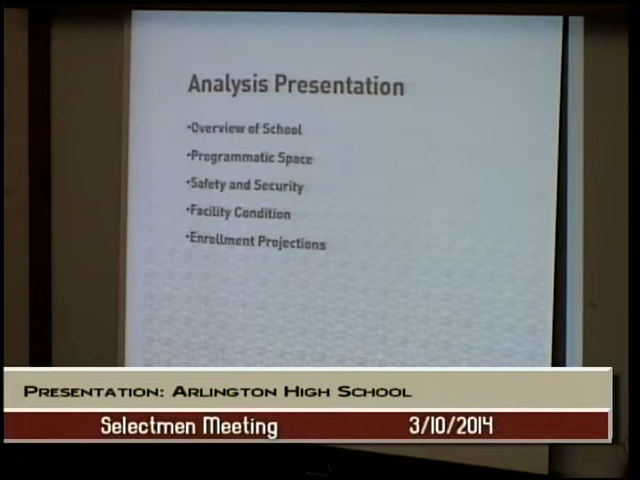 Analysis Presentation
•Overview of School
•Programmatic Space
•Safety and Security
•Facility Condition
•Enrollment Projections
Presentation: Arlington High School
Selectmen Meeting 3/10/2014